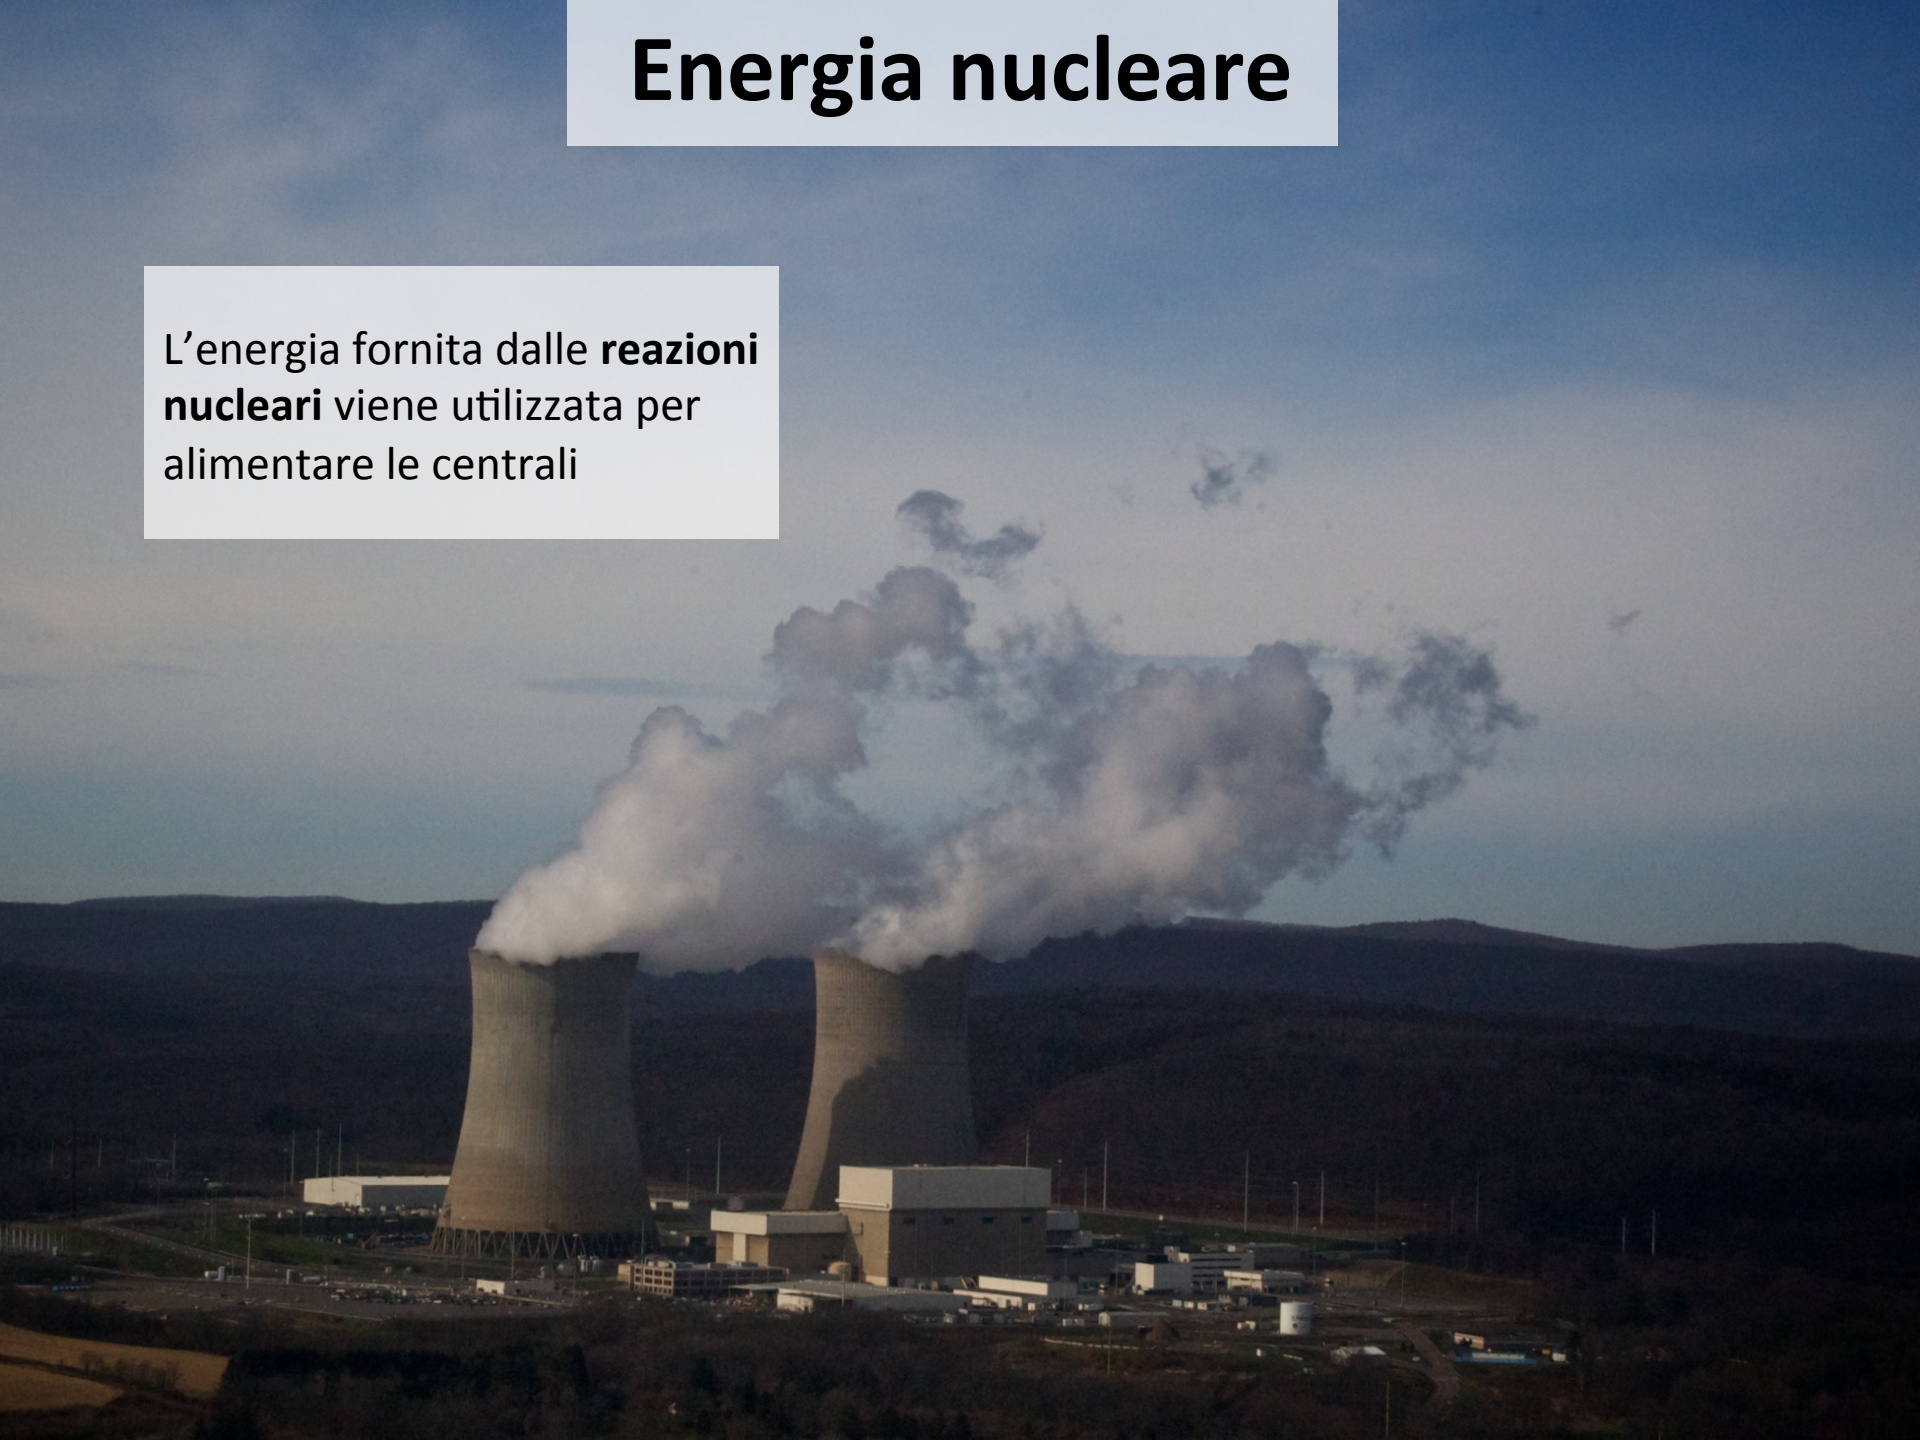 Energia nucleare
L’energia fornita dalle reazioni
nucleari viene utilizzata per
alimentare le centrali